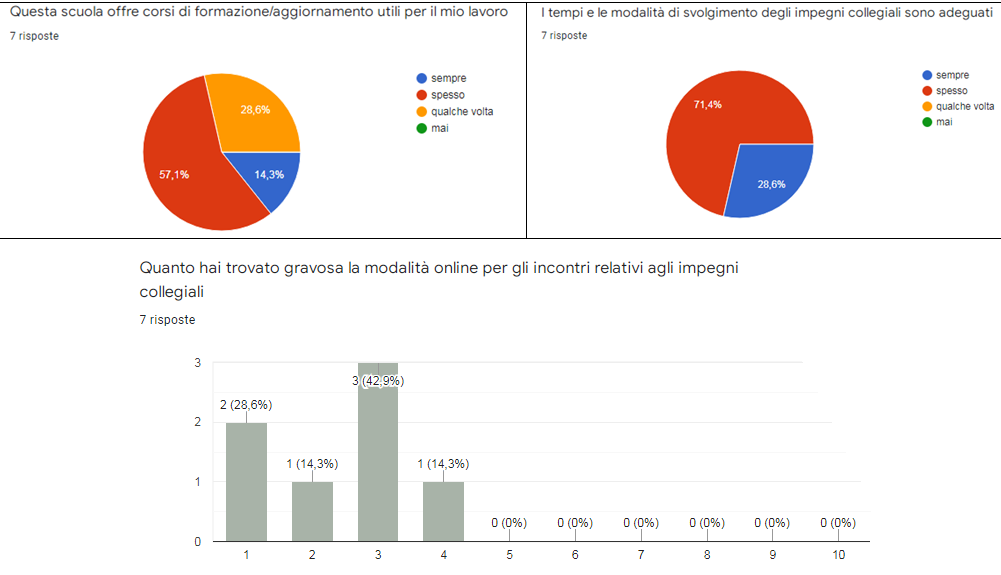 Questa scuola offre corsi di formazione/aggiornamento utili per il mio lavoro
7 risposte
sempre
spesso
qualche volta
mai
28,6%
57,1%
14,3%
I tempi e le modalità di svolgimento degli impegni collegiali sono adeguati
7 risposte
sempre
spesso
qualche volta
mai
71,4%
28,6%
Quanto hai trovato gravosa la modalità online per gli incontri relativi agli impegni
collegiali
7 risposte
3
2
1
0
2 (28,6%)
1 (14,3%)
3 (42,9%)
1 (14,3%)
0 (0%)
0 (0%)
0 (0%)
0 (0%)
0 (0%)
0 (0%)
1 2 3 4 5 6 7 8 9 10